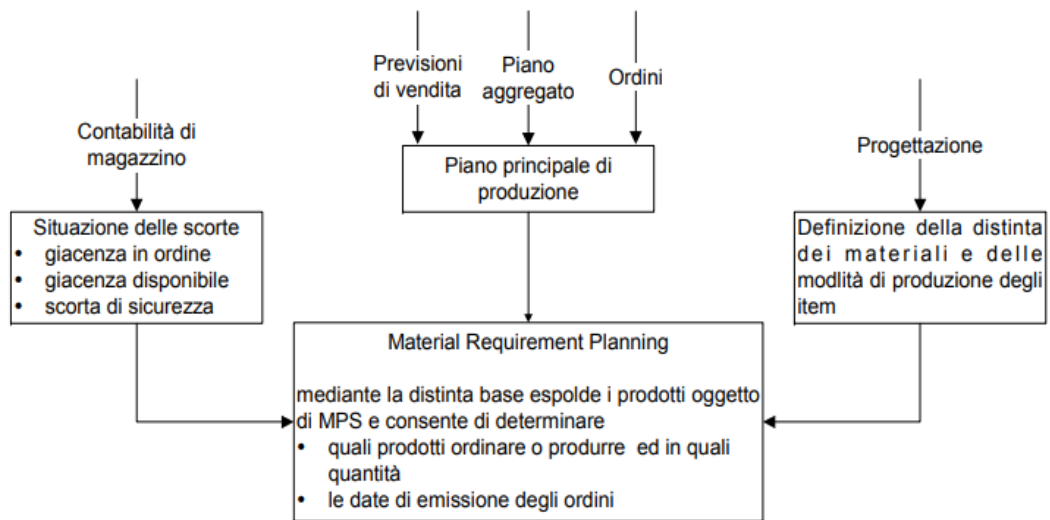 Previsioni
di vendita
Piano
aggregato
Ordini
Contabilità di
magazzino
Piano principale di
produzione
Progettazione
Situazione delle scorte
• giacenza in ordine
• giacenza disponibile
• scorta di sicurezza
Definizione della distinta
dei materiali e delle
modlità di produzione degli
item
Material Requirement Planning
mediante la distinta base espolde i prodotti oggetto
di MPS e consente di determinare
• quali prodotti ordinare o produrre ed in quali
quantità
• le date di emissione degli ordini